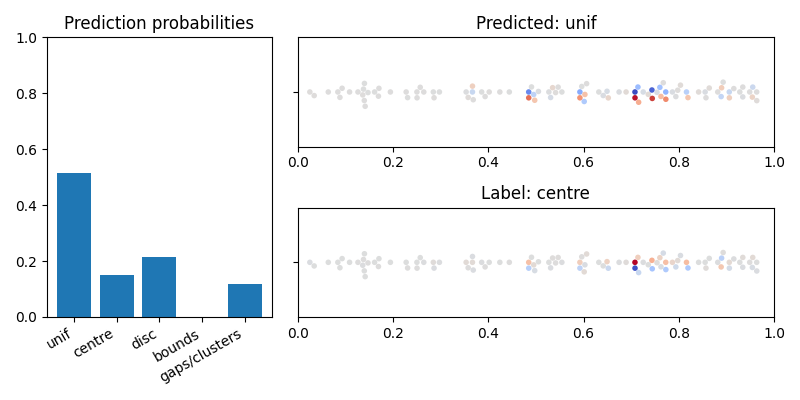 Prediction probabilities
1.0
0.8
0.6
0.4
0.2
0.0
unif
centre
disc
bounds
gaps/clusters
Predicted: unif
0.0 0.2 0.4 0.6 0.8 1.0
Label: centre
0.0 0.2 0.4 0.6 0.8 1.0